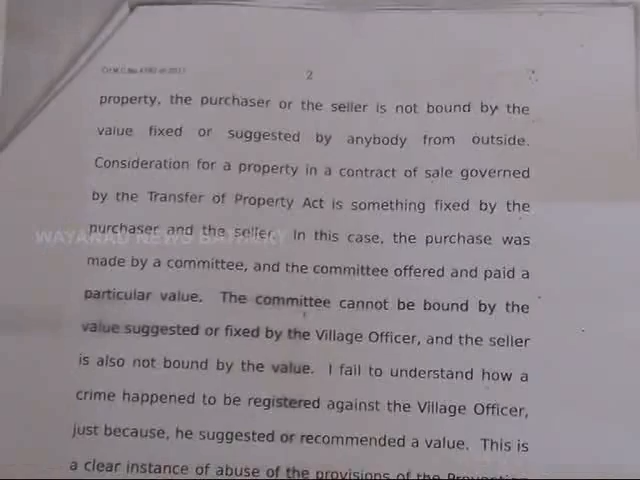 2
property, the purchaser or the seller is not bound by the
value fixed or suggested by anybody from outside.
Consideration for a property in a contract of sale governed
by the Transfer of Property Act is something fixed by the
purchaser and the seller. In this case, the purchase was
WAYANAD NEWS
made by a committee, and the committee offered and paid a
particular value. The committee cannot be bound by the
value suggested or fixed by the Village Officer, and the seller
is also not bound by the value. I fail to understand how a
crime happened to be registered against the Village Officer,
just because, he suggested or recommended a value. This is
a clear instance of abuse of the provisions of the Prevention